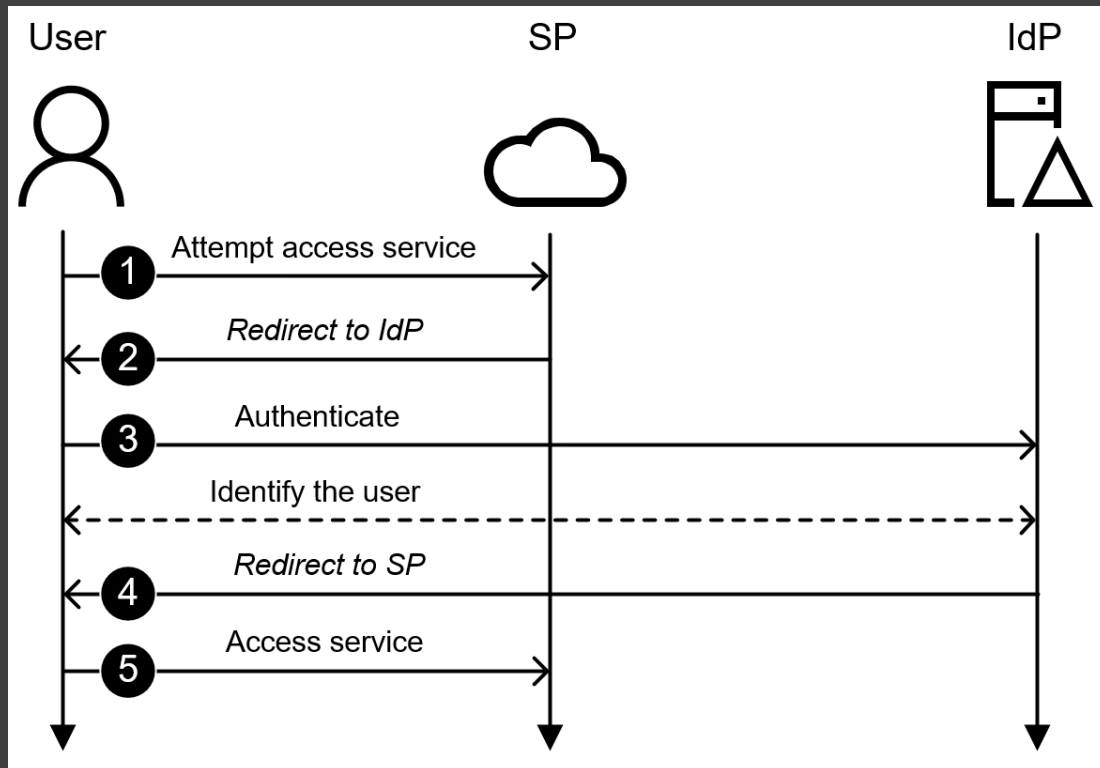 User
SP
IdP
Attempt access service
1
Redirect to IdP
2
Authenticate
3
Identify the user
Redirect to SP
4
Access service
5